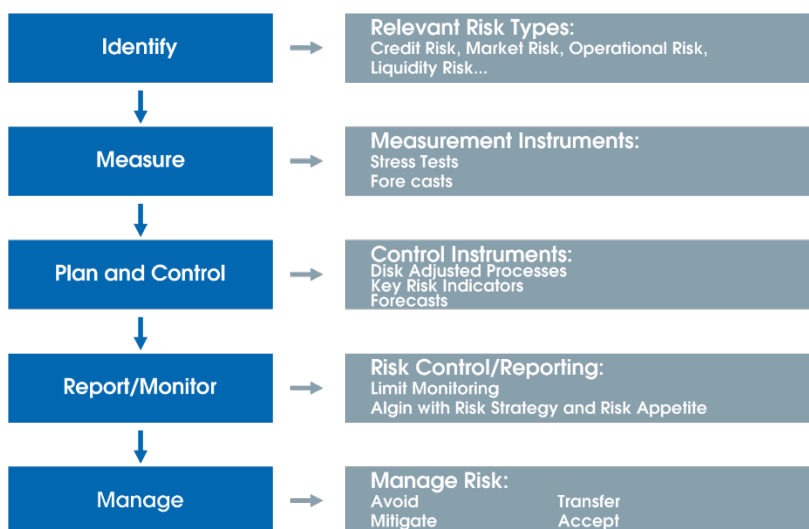 Identify
Relevant Risk Types:
Credit Risk, Market Risk, Operational Risk,
Liquidity Risk...
Measure
Measurement Instruments:
Stress Tests
Fore casts
Plan and Control
Control Instruments:
Disk Adjusted Processes
Key Risk Indicators
Forecasts
Report/Monitor
Risk Control/Reporting:
Limit Monitoring
Algin with Risk Strategy and Risk Appetite
Manage
Manage Risk:
Avoid Transfer
Mitigate Accept